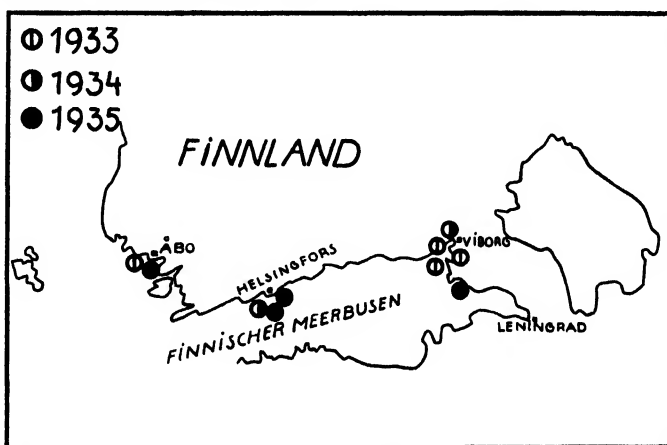 1933
1934
1935
FiNNLAND
ÅBO
HELSINGFORS
VIBORG
FiNNiSCHER MEERBUSEN
LENINGRAD